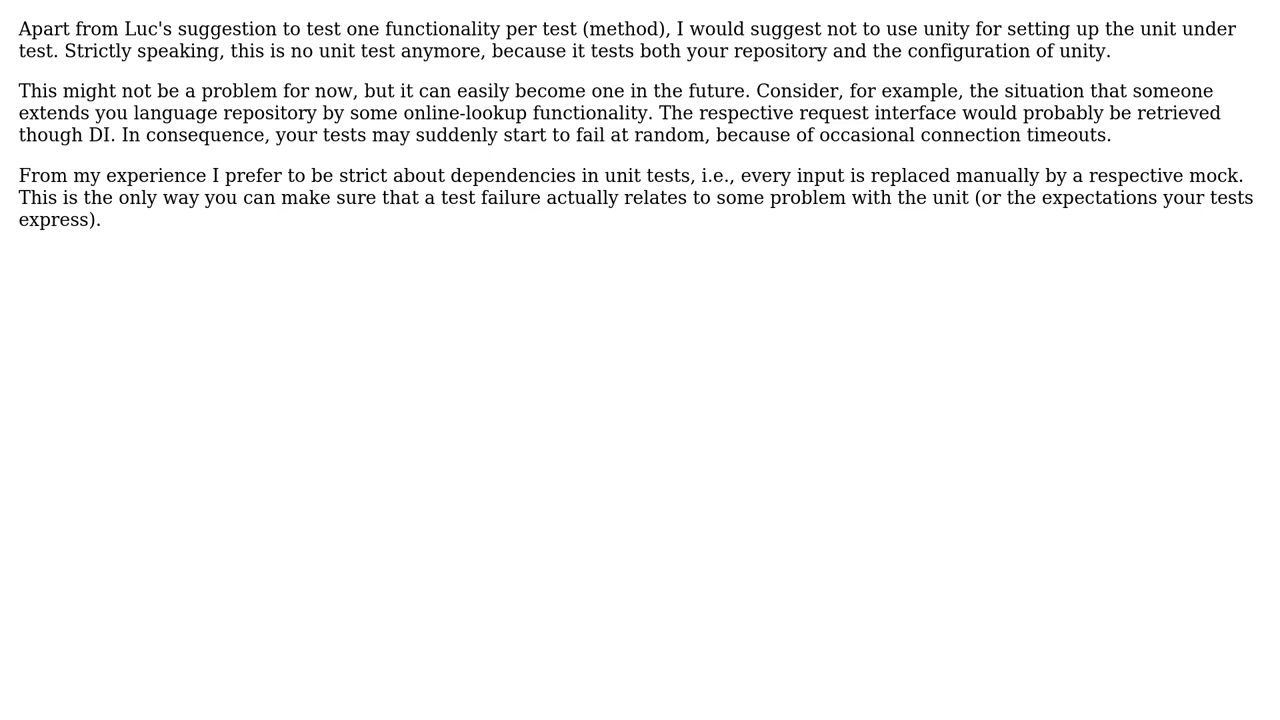 Apart from Luc's suggestion to test one functionality per test (method), I would suggest not to use unity for setting up the unit under
test. Strictly speaking, this is no unit test anymore, because it tests both your repository and the configuration of unity.
This might not be a problem for now, but it can easily become one in the future. Consider, for example, the situation that someone
extends you language repository by some online-lookup functionality. The respective request interface would probably be retrieved
though DI. In consequence, your tests may suddenly start to fail at random, because of occasional connection timeouts.
From my experience I prefer to be strict about dependencies in unit tests, i.e., every input is replaced manually by a respective mock.
This is the only way you can make sure that a test failure actually relates to some problem with the unit (or the expectations your tests
express).